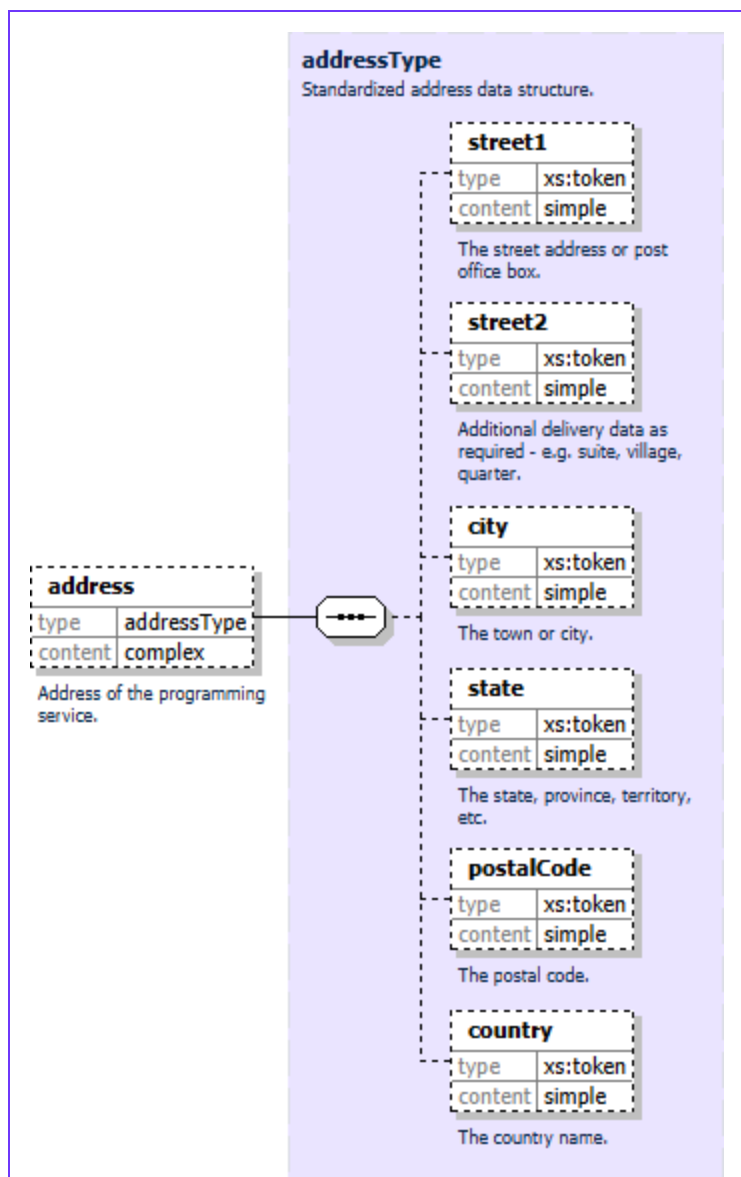 addressType
Standardized address data structure.
street1
type xs:token
content simple
The street address or post
office box.
street2
type xs:token
content simple
Additional delivery data as
required - e.g. suite, village,
quarter.
city
type xs:token
content simple
The town or city.
address
type addressType
content complex
Address of the programming
service.
state
type xs:token
content simple
The state, province, territory,
etc.
postalCode
type xs:token
content simple
The postal code.
country
type xs:token
content simple
The country name.